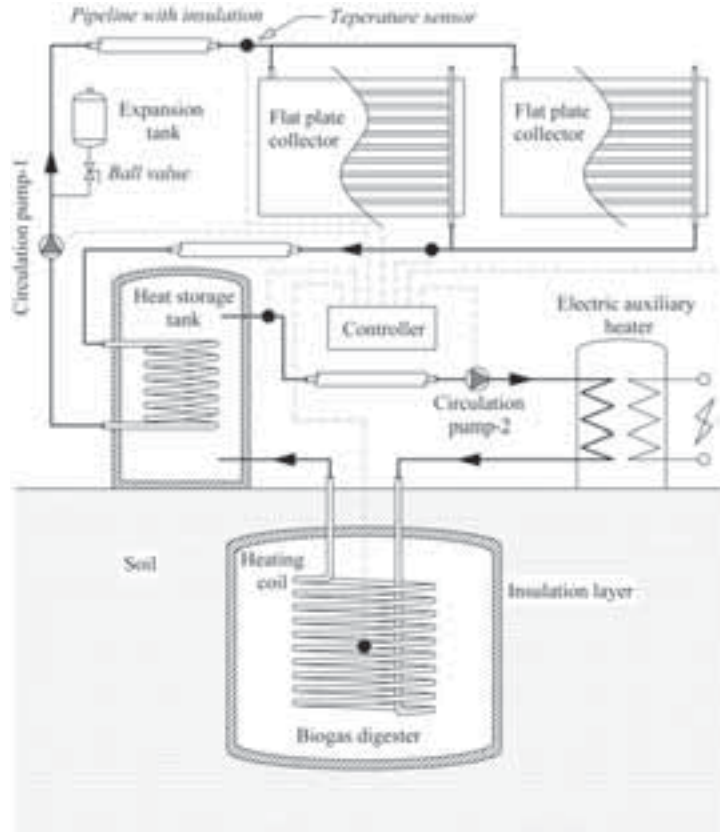 Pipeline with insulation
Teperature sensor
Expansion
tank
Ball value
Flat plate
collector
Flat plate
collector
Circulation pump-1
Heat storage
tank
Controller
Electric auxiliary
heater
Circulation
pump-2
Soil
Heating
coil
Insulation layer
Biogas digester